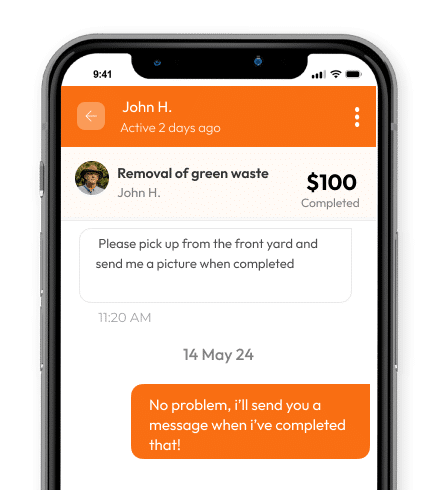 9:41
John H.
Active 2 days ago
Removal of green waste
$100
John H.
Completed
Please pick up from the front yard and
send me a picture when completed
11:20 AM
14 May 24
No problem, i’ll send you a
message when i’ve completed
that!